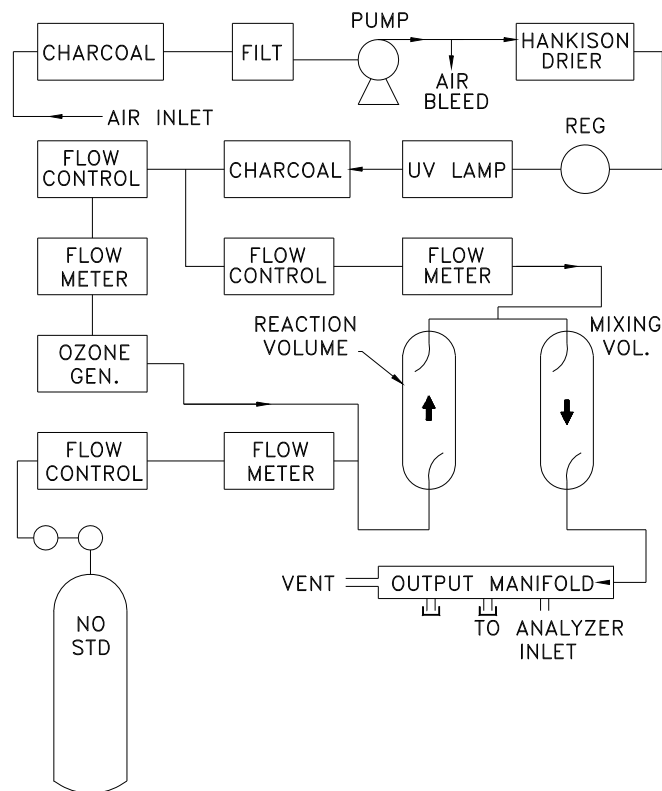 PUMP
CHARCOAL
FILT
HANKISON
DRIER
AIR
BLEED
AIR INLET
REG
FLOW
CONTROL
CHARCOAL
UV LAMP
FLOW
METER
FLOW
CONTROL
FLOW
METER
REACTION
VOLUME
MIXING
VOL.
OZONE
GEN.
FLOW
CONTROL
FLOW
METER
VENT
OUTPUT MANIFOLD
NO
STD
TO ANALYZER
INLET